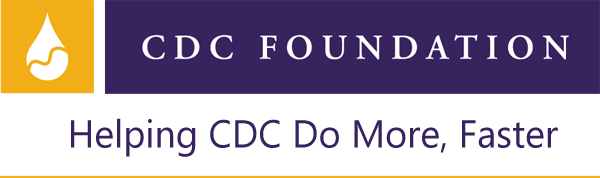 CDC FOUNDATION
Helping CDC Do More, Faster